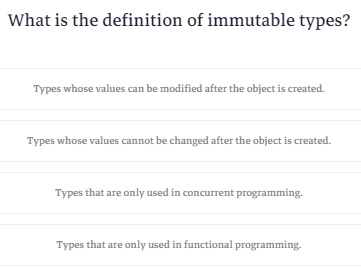 What is the definition of immutable types?
Types whose values can be modified after the object is created.
Types whose values cannot be changed after the object is created.
Types that are only used in concurrent programming.
Types that are only used in functional programming.